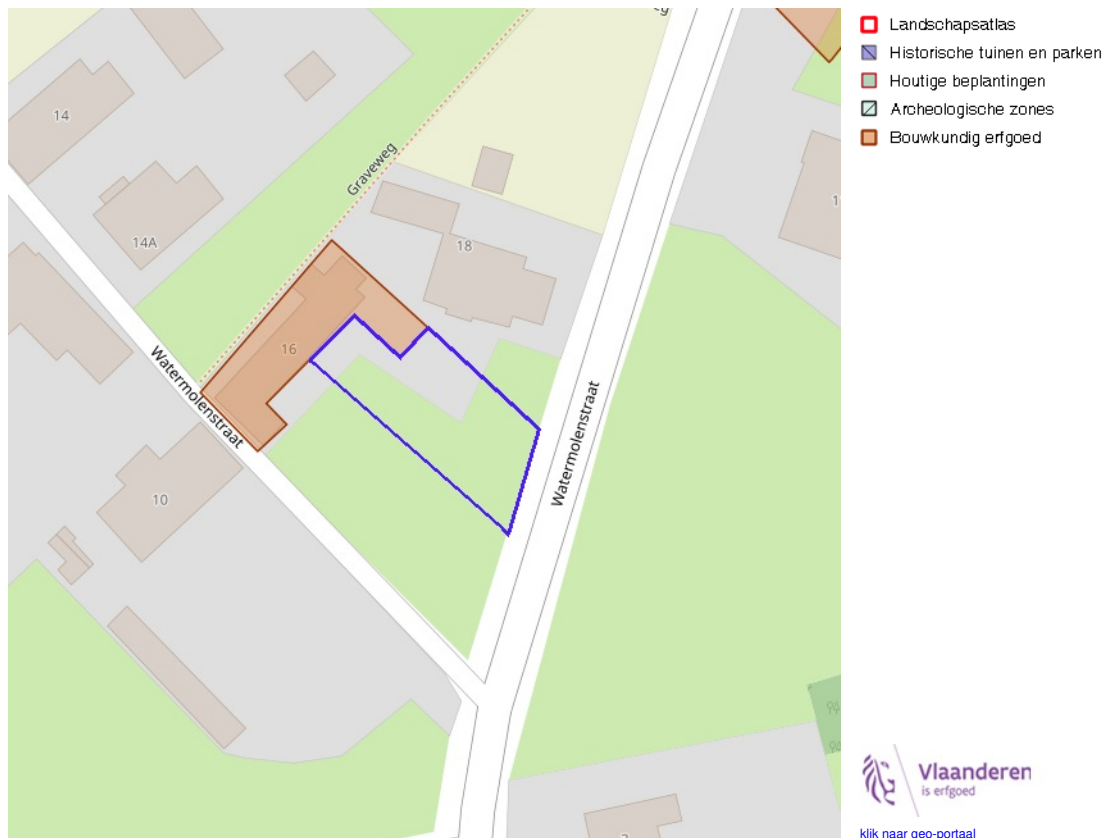 Landschapsatlas
Historische tuinen en parken
Houtige beplantingen
Archeologische zones
Bouwkundig erfgoed
14
14A
Graveweg
18
16
Watermolenstraat
10
Watermolenstraat
Vlaanderen
is erfgoed
klik naar geo-portaal